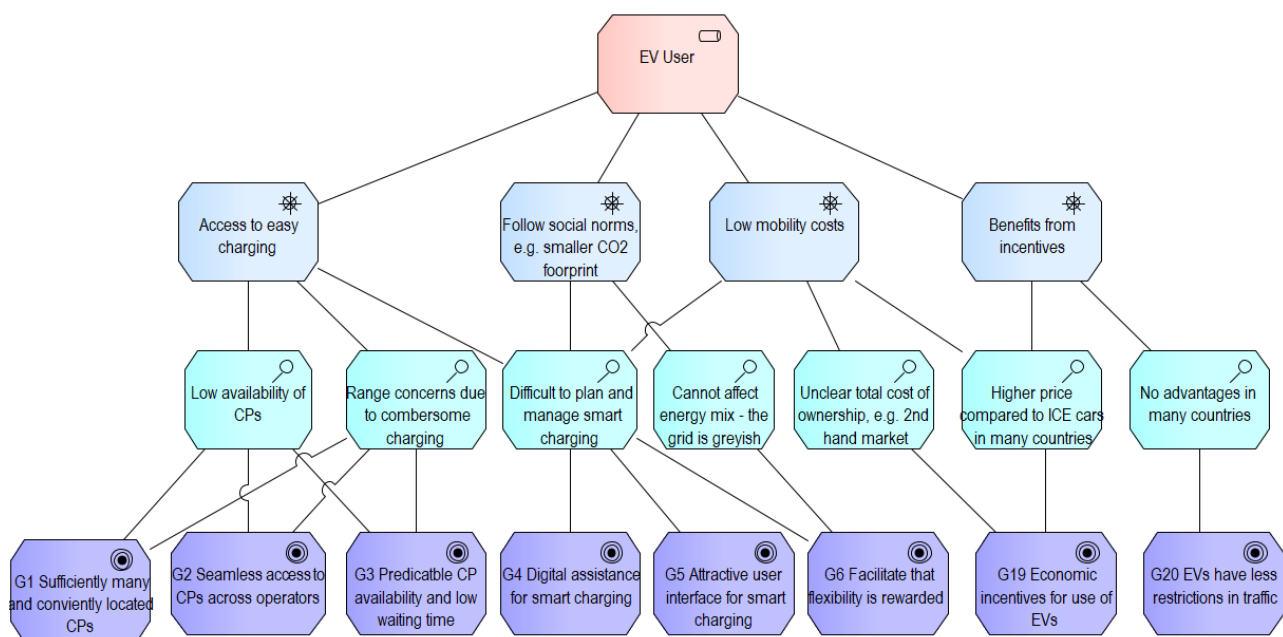 EV User
Access to easy
charging
Follow social norms,
e.g. smaller CO2
foorprint
Low mobility costs
Benefits from
incentives
Low availability of
CPs
Range concerns due
to combersome
charging
Difficult to plan and
manage smart
charging
Cannot affect
energy mix - the
grid is greyish
Unclear total cost of
ownership, e.g. 2nd
hand market
Higher price
compared to ICE cars
in many countries
No advantages in
many countries
G1 Sufficiently many
and conviently located
CPs
G2 Seamless access to
CPs across operators
G3 Predicatble CP
availability and low
waiting time
G4 Digital assistance
for smart charging
G5 Attractive user
interface for smart
charging
G6 Facilitate that
flexibility is rewarded
G19 Economic
incentives for use of
EVs
G20 EVs have less
restrictions in traffic